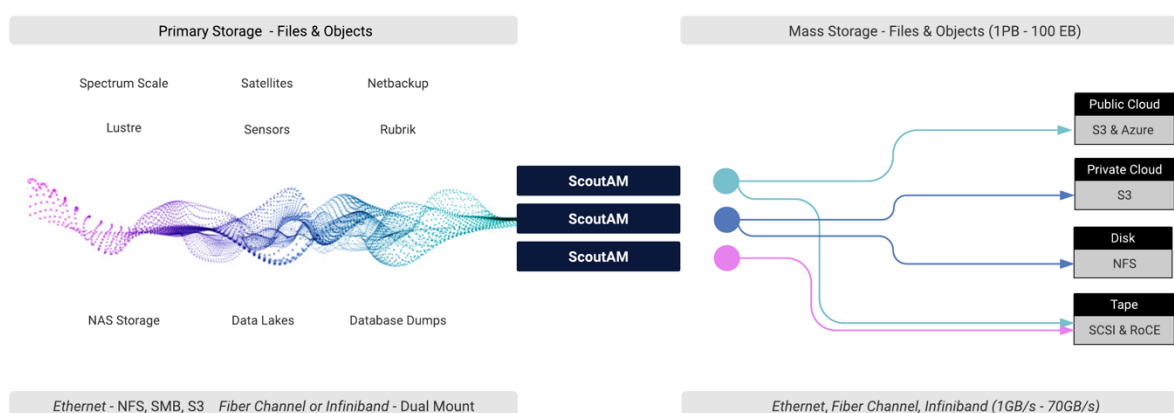 Primary Storage - Files & Objects
Mass Storage - Files & Objects (1PB - 100 EB)
Spectrum Scale
Satellites
Netbackup
Lustre
Sensors
Rubrik
ScoutAM
ScoutAM
ScoutAM
NAS Storage
Data Lakes
Database Dumps
Public Cloud
S3 & Azure
Private Cloud
S3
Disk
NFS
Tape
SCSI & RoCE
Ethernet - NFS, SMB, S3 Fiber Channel or Infiniband - Dual Mount
Ethernet, Fiber Channel, Infiniband (1GB/s - 70GB/s)